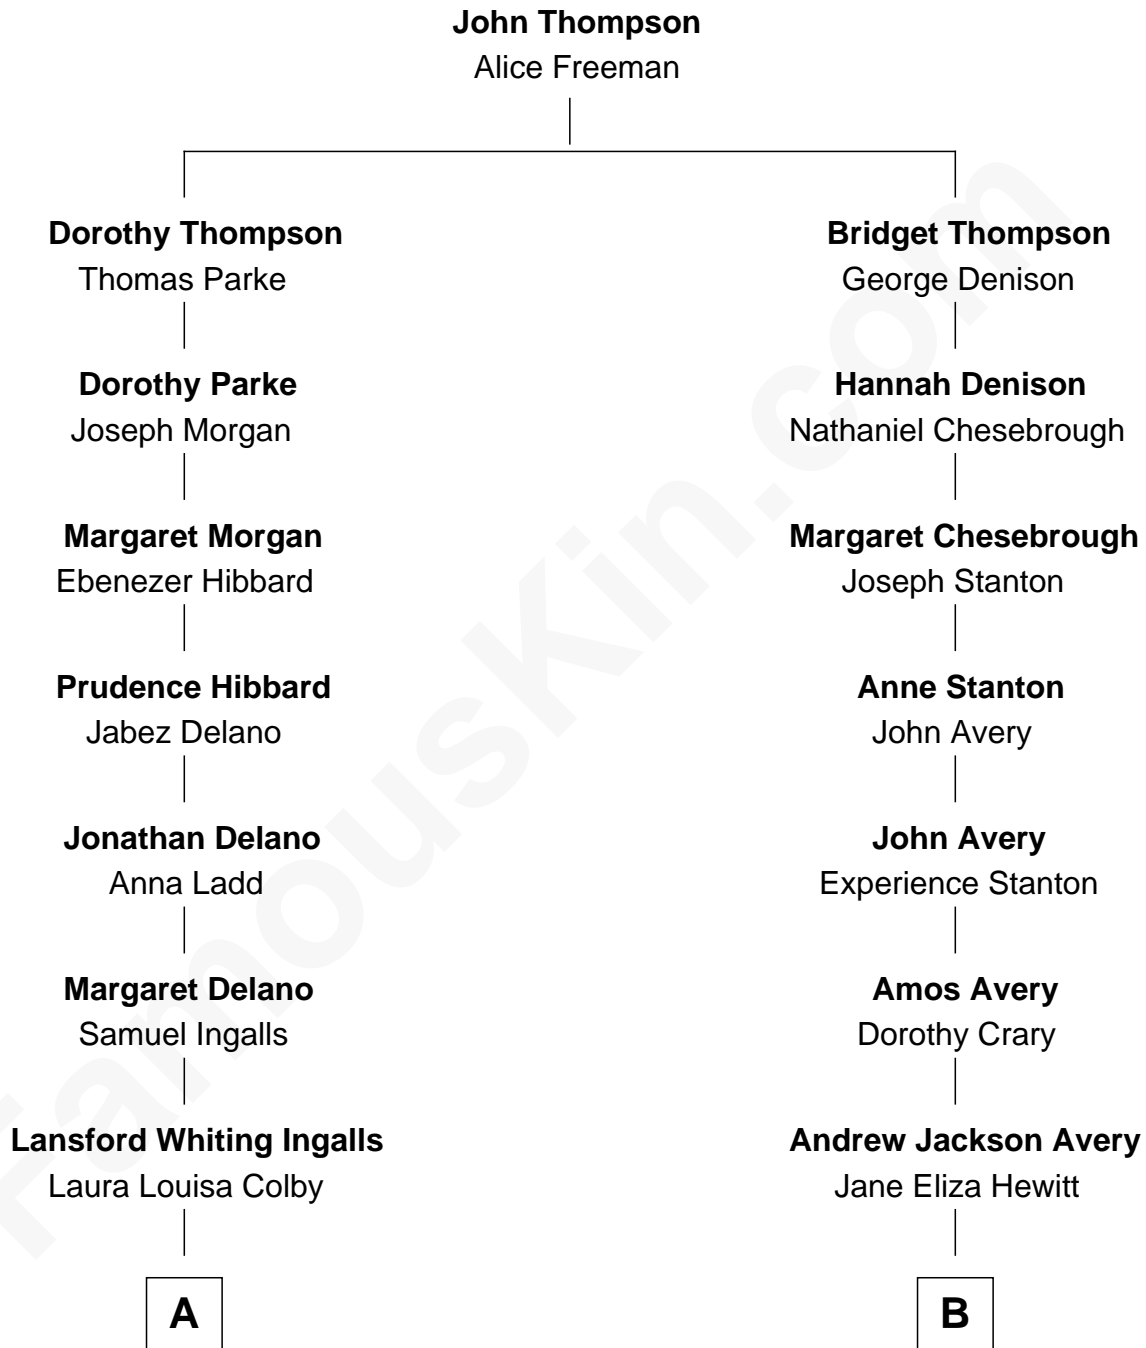 John Thompson
Alice Freeman
Dorothy Thompson
Thomas Parke
Bridget Thompson
George Denison
Dorothy Parke
Joseph Morgan
Hannah Denison
Nathaniel Chesebrough
Margaret Morgan
Ebenezer Hibbard
Margaret Chesebrough
Joseph Stanton
Prudence Hibbard
Jabez Delano
Anne Stanton
John Avery
Jonathan Delano
Anna Ladd
John Avery
Experience Stanton
Margaret Delano
Samuel Ingalls
Amos Avery
Dorothy Crary
Lansford Whiting Ingalls
Laura Louisa Colby
Andrew Jackson Avery
Jane Eliza Hewitt
A
B
FamousKin.com